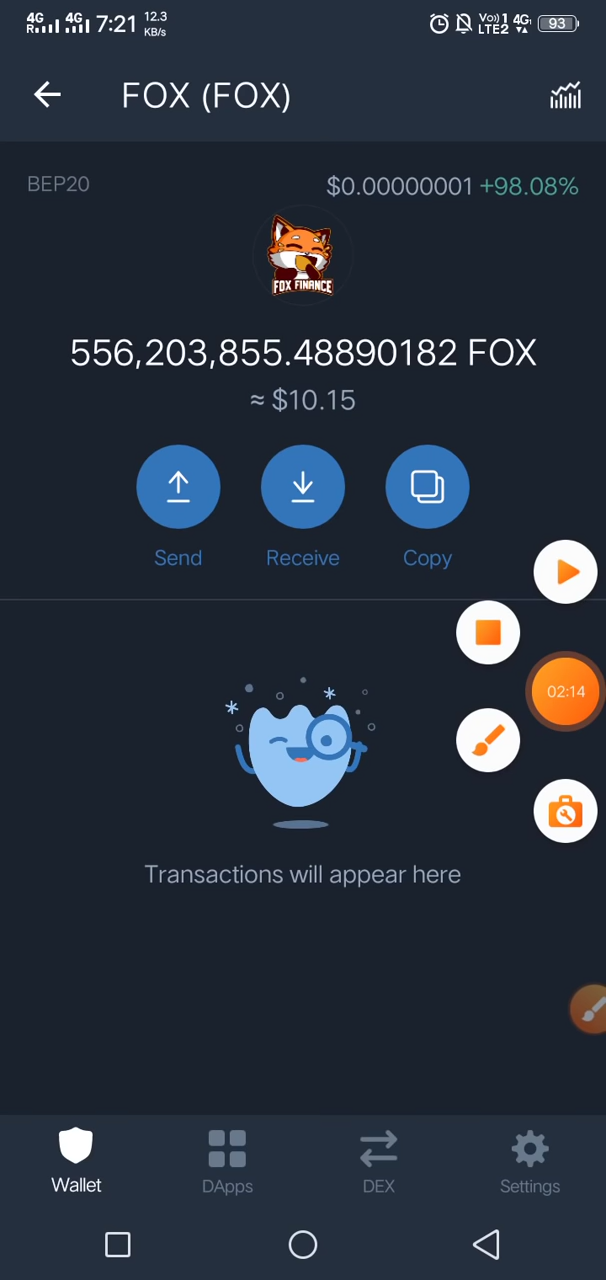 4G R 4G 7:21 12.3 KB/s Vo)) 1 LTE2 4G 93
FOX (FOX)
BEP20 $0.00000001 +98.08%
FOX FINANCE
556,203,855.48890182 FOX
≈ $10.15
Send Receive Copy
02:14
Transactions will appear here
Wallet DApps DEX Settings